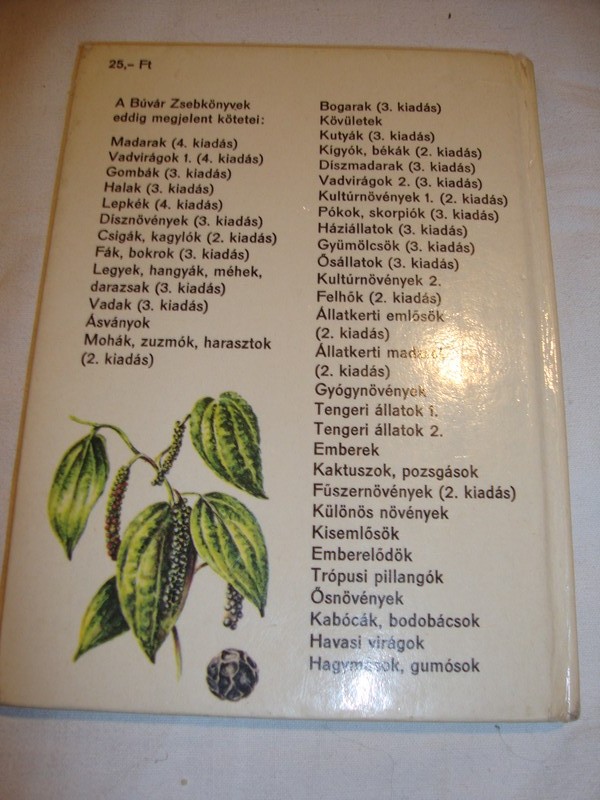 25,– Ft
A Búvár Zsebkönyvek
eddig megjelent kötetei:
Madarak (4. kiadás)
Vadvirágok 1. (4. kiadás)
Gombák (3. kiadás)
Halak (3. kiadás)
Lepkék (4. kiadás)
Dísznövények (3. kiadás)
Csigák, kagylók (2. kiadás)
Fák, bokrok (3. kiadás)
Legyek, hangyák, méhek,
darazsak (3. kiadás)
Vadak (3. kiadás)
Ásványok
Mohák, zuzmók, harasztok
(2. kiadás)
Bogarak (3. kiadás)
Kövületek
Kutyák (3. kiadás)
Kígyók, békák (2. kiadás)
Díszmadarak (3. kiadás)
Vadvirágok 2. (3. kiadás)
Kultúrnövények 1. (2. kiadás)
Pókok, skorpiók (3. kiadás)
Háziállatok (3. kiadás)
Gyümölcsök (3. kiadás)
Ősállatok (3. kiadás)
Kultúrnövények 2.
Felhők (2. kiadás)
Állatkerti emlősök
(2. kiadás)
Állatkerti madarak
(2. kiadás)
Gyógynövények
Tengeri állatok 1.
Tengeri állatok 2.
Emberek
Kaktuszok, pozsgások
Fűszernövények (2. kiadás)
Különös növények
Kisemlősök
Emberelődök
Trópusi pillangók
Ősnövények
Kabócák, bodobácsok
Havasi virágok
Hagymások, gumósok